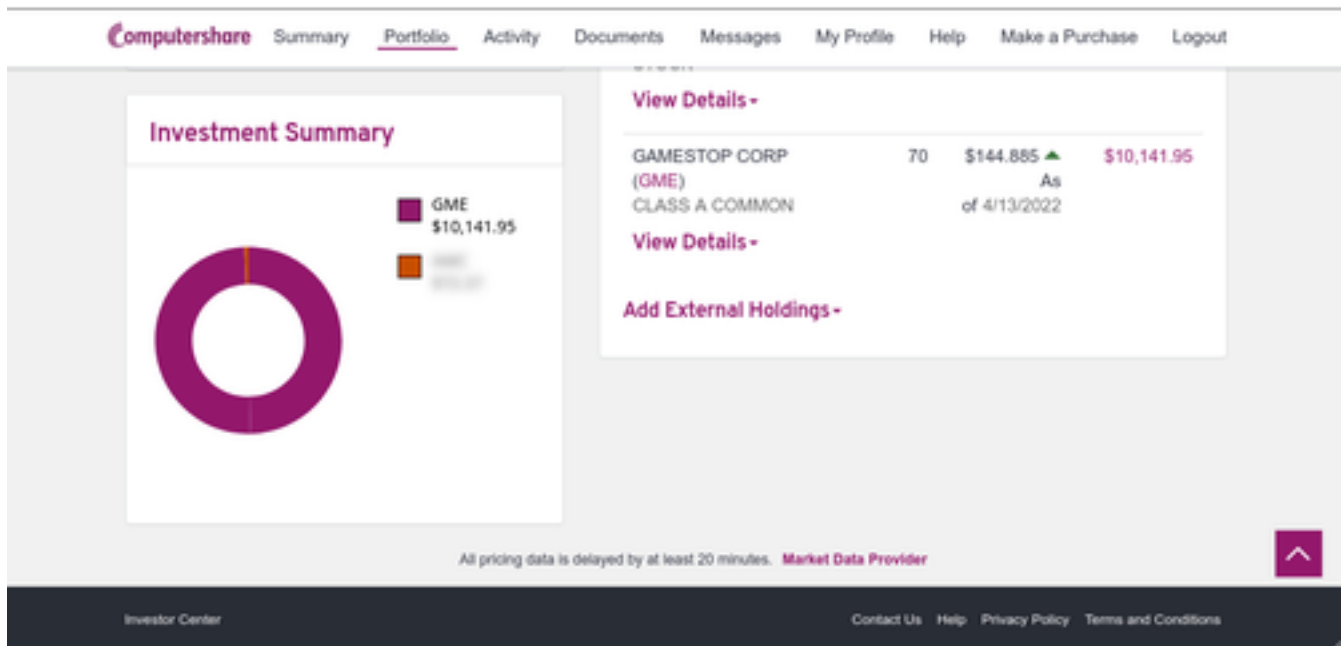 Computershare Summary Portfolio Activity Documents Messages My Profile Help Make a Purchase Logout
Investment Summary
GME
$10,141.95
View Details
GAMESTOP CORP 70 $144.885 $10,141.95
(GME) As
CLASS A COMMON of 4/13/2022
View Details
Add External Holdings
All pricing data is delayed by at least 20 minutes. Market Data Provider
Investor Center Contact Us Help Privacy Policy Terms and Conditions